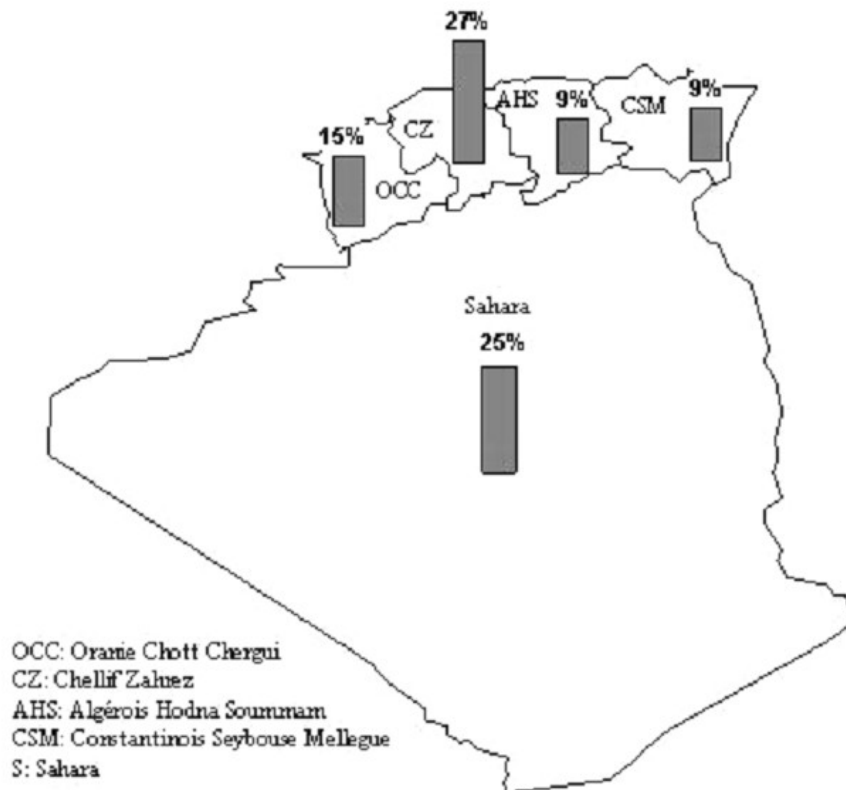 27%
AHS
9%
CSM
9%
15%
CZ
OCC
Sahara
25%
OCC: Oranie Chott Chergui
CZ: Chellif Zahrez
AHS: Algérois Hodna Soummam
CSM: Constantinois Seybouse Mellegue
S: Sahara